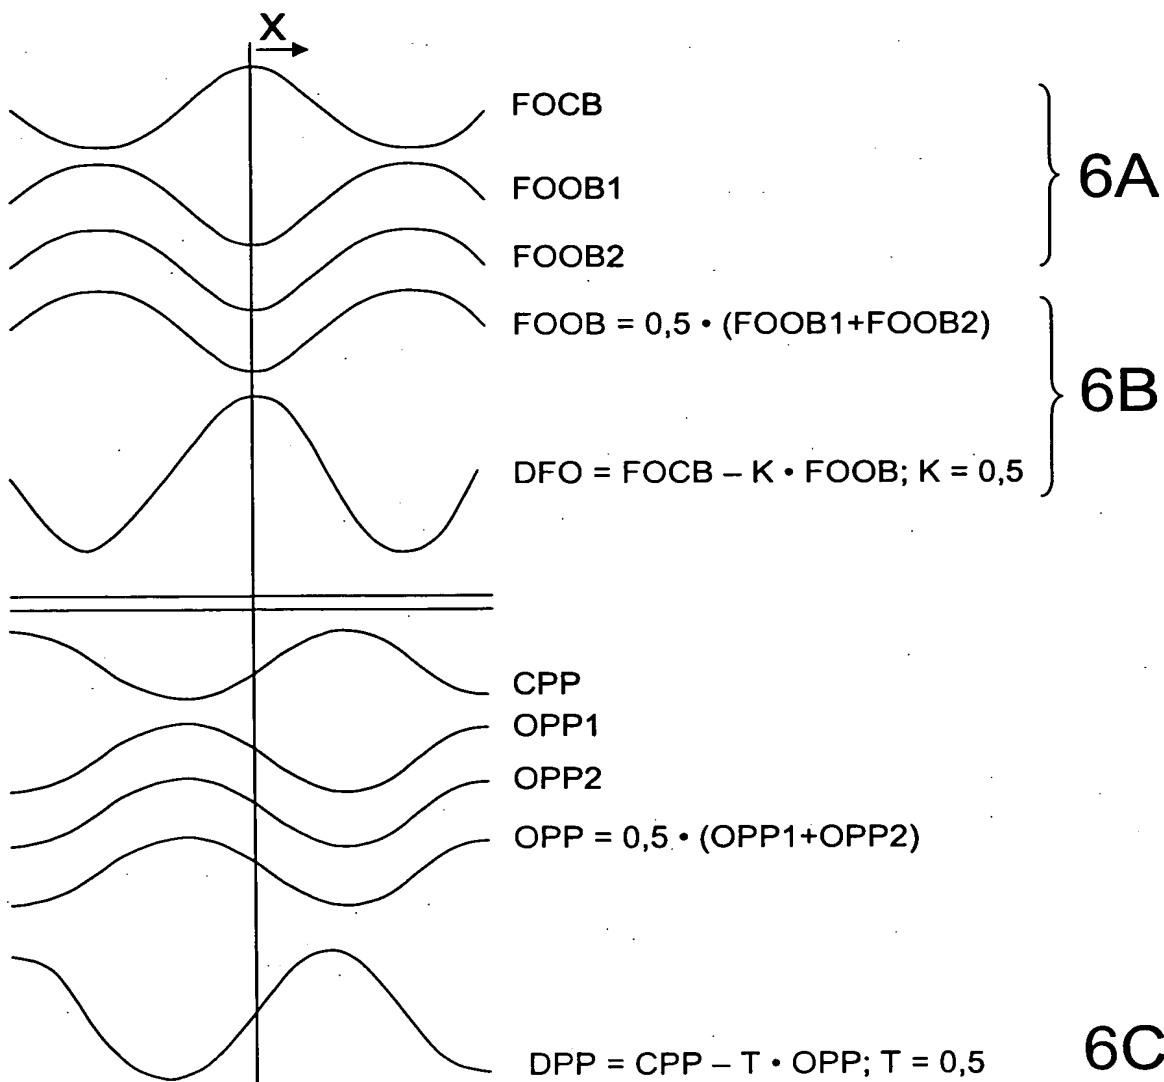 X
FOCB
6A
FOOB1
FOOB2
FOOB = 0,5 • (FOOB1+FOOB2)
6B
DFO = FOCB – K • FOOB; K = 0,5
CPP
OPP1
OPP2
OPP = 0,5 • (OPP1+OPP2)
DPP = CPP – T • OPP; T = 0,5
6C